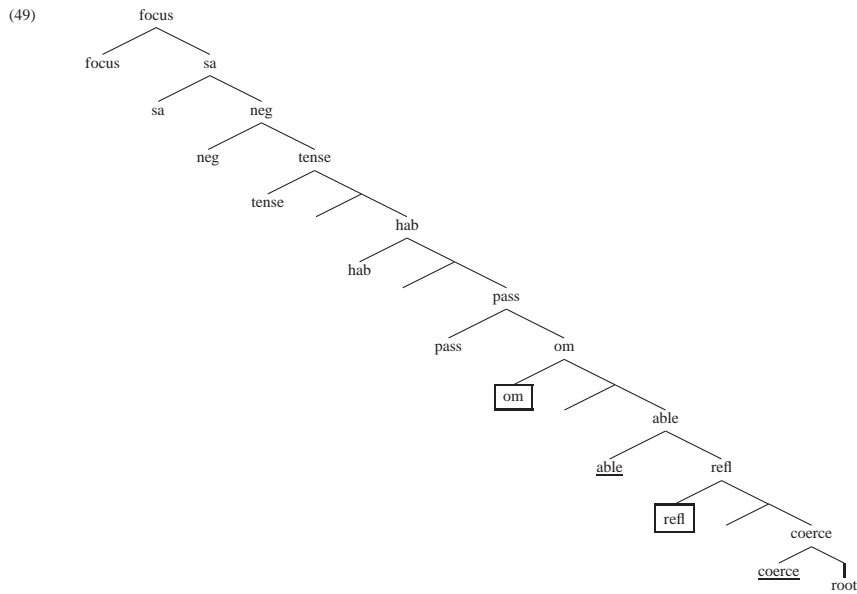 (49) focus
focus sa
sa neg
neg tense
tense
hab
hab
pass
pass om
om
able
able refl
refl
coerce
coerce
root